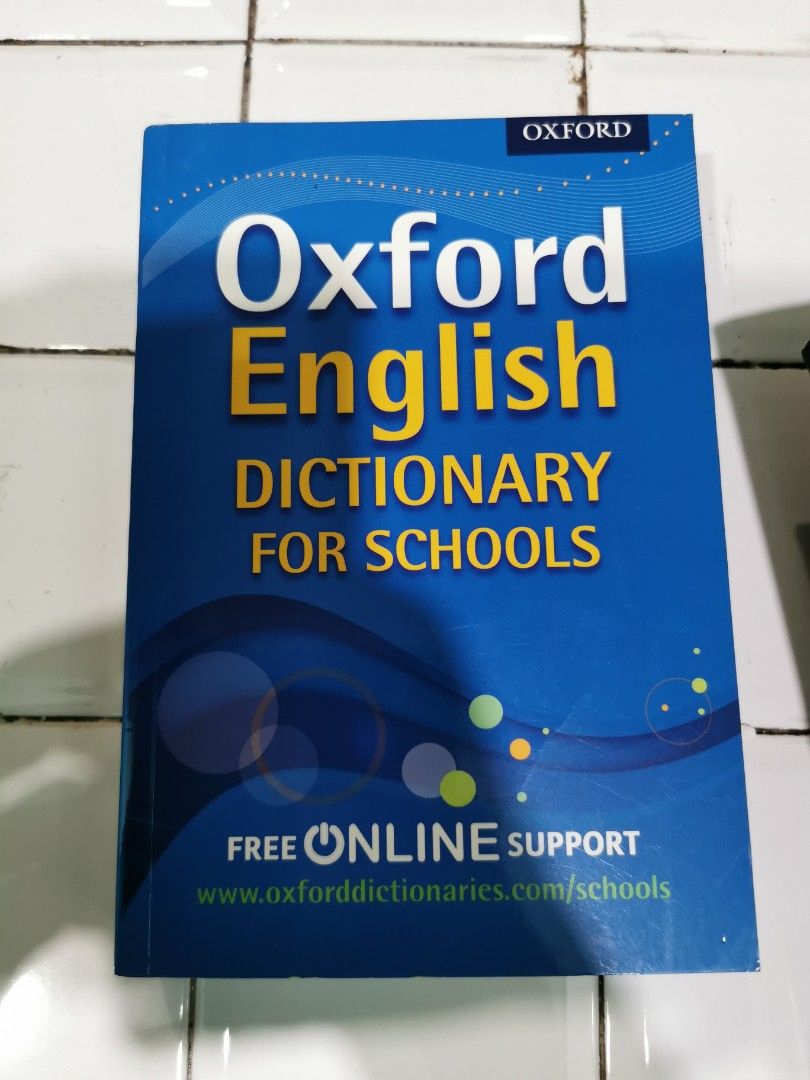 OXFORD
Oxford
English
DICTIONARY
FOR SCHOOLS
FREE ONLINE SUPPORT
www.oxforddictionaries.com/schools